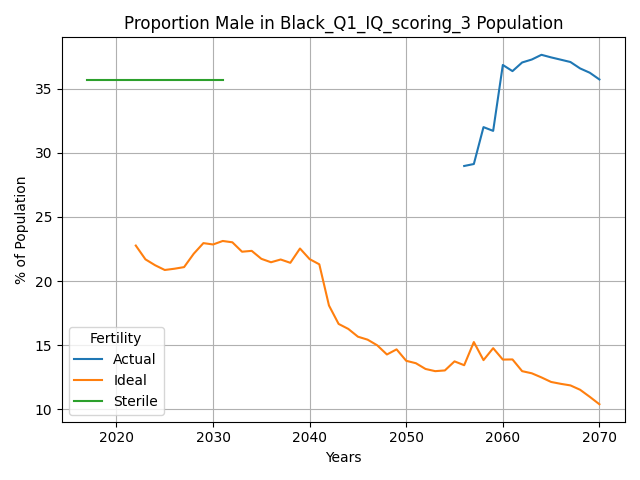 Proportion Male in Black_Q1_IQ_scoring_3 Population
% of Population
35
30
25
20
15
10
Fertility
Actual
Ideal
Sterile
2020 2030 2040 2050 2060 2070
Years